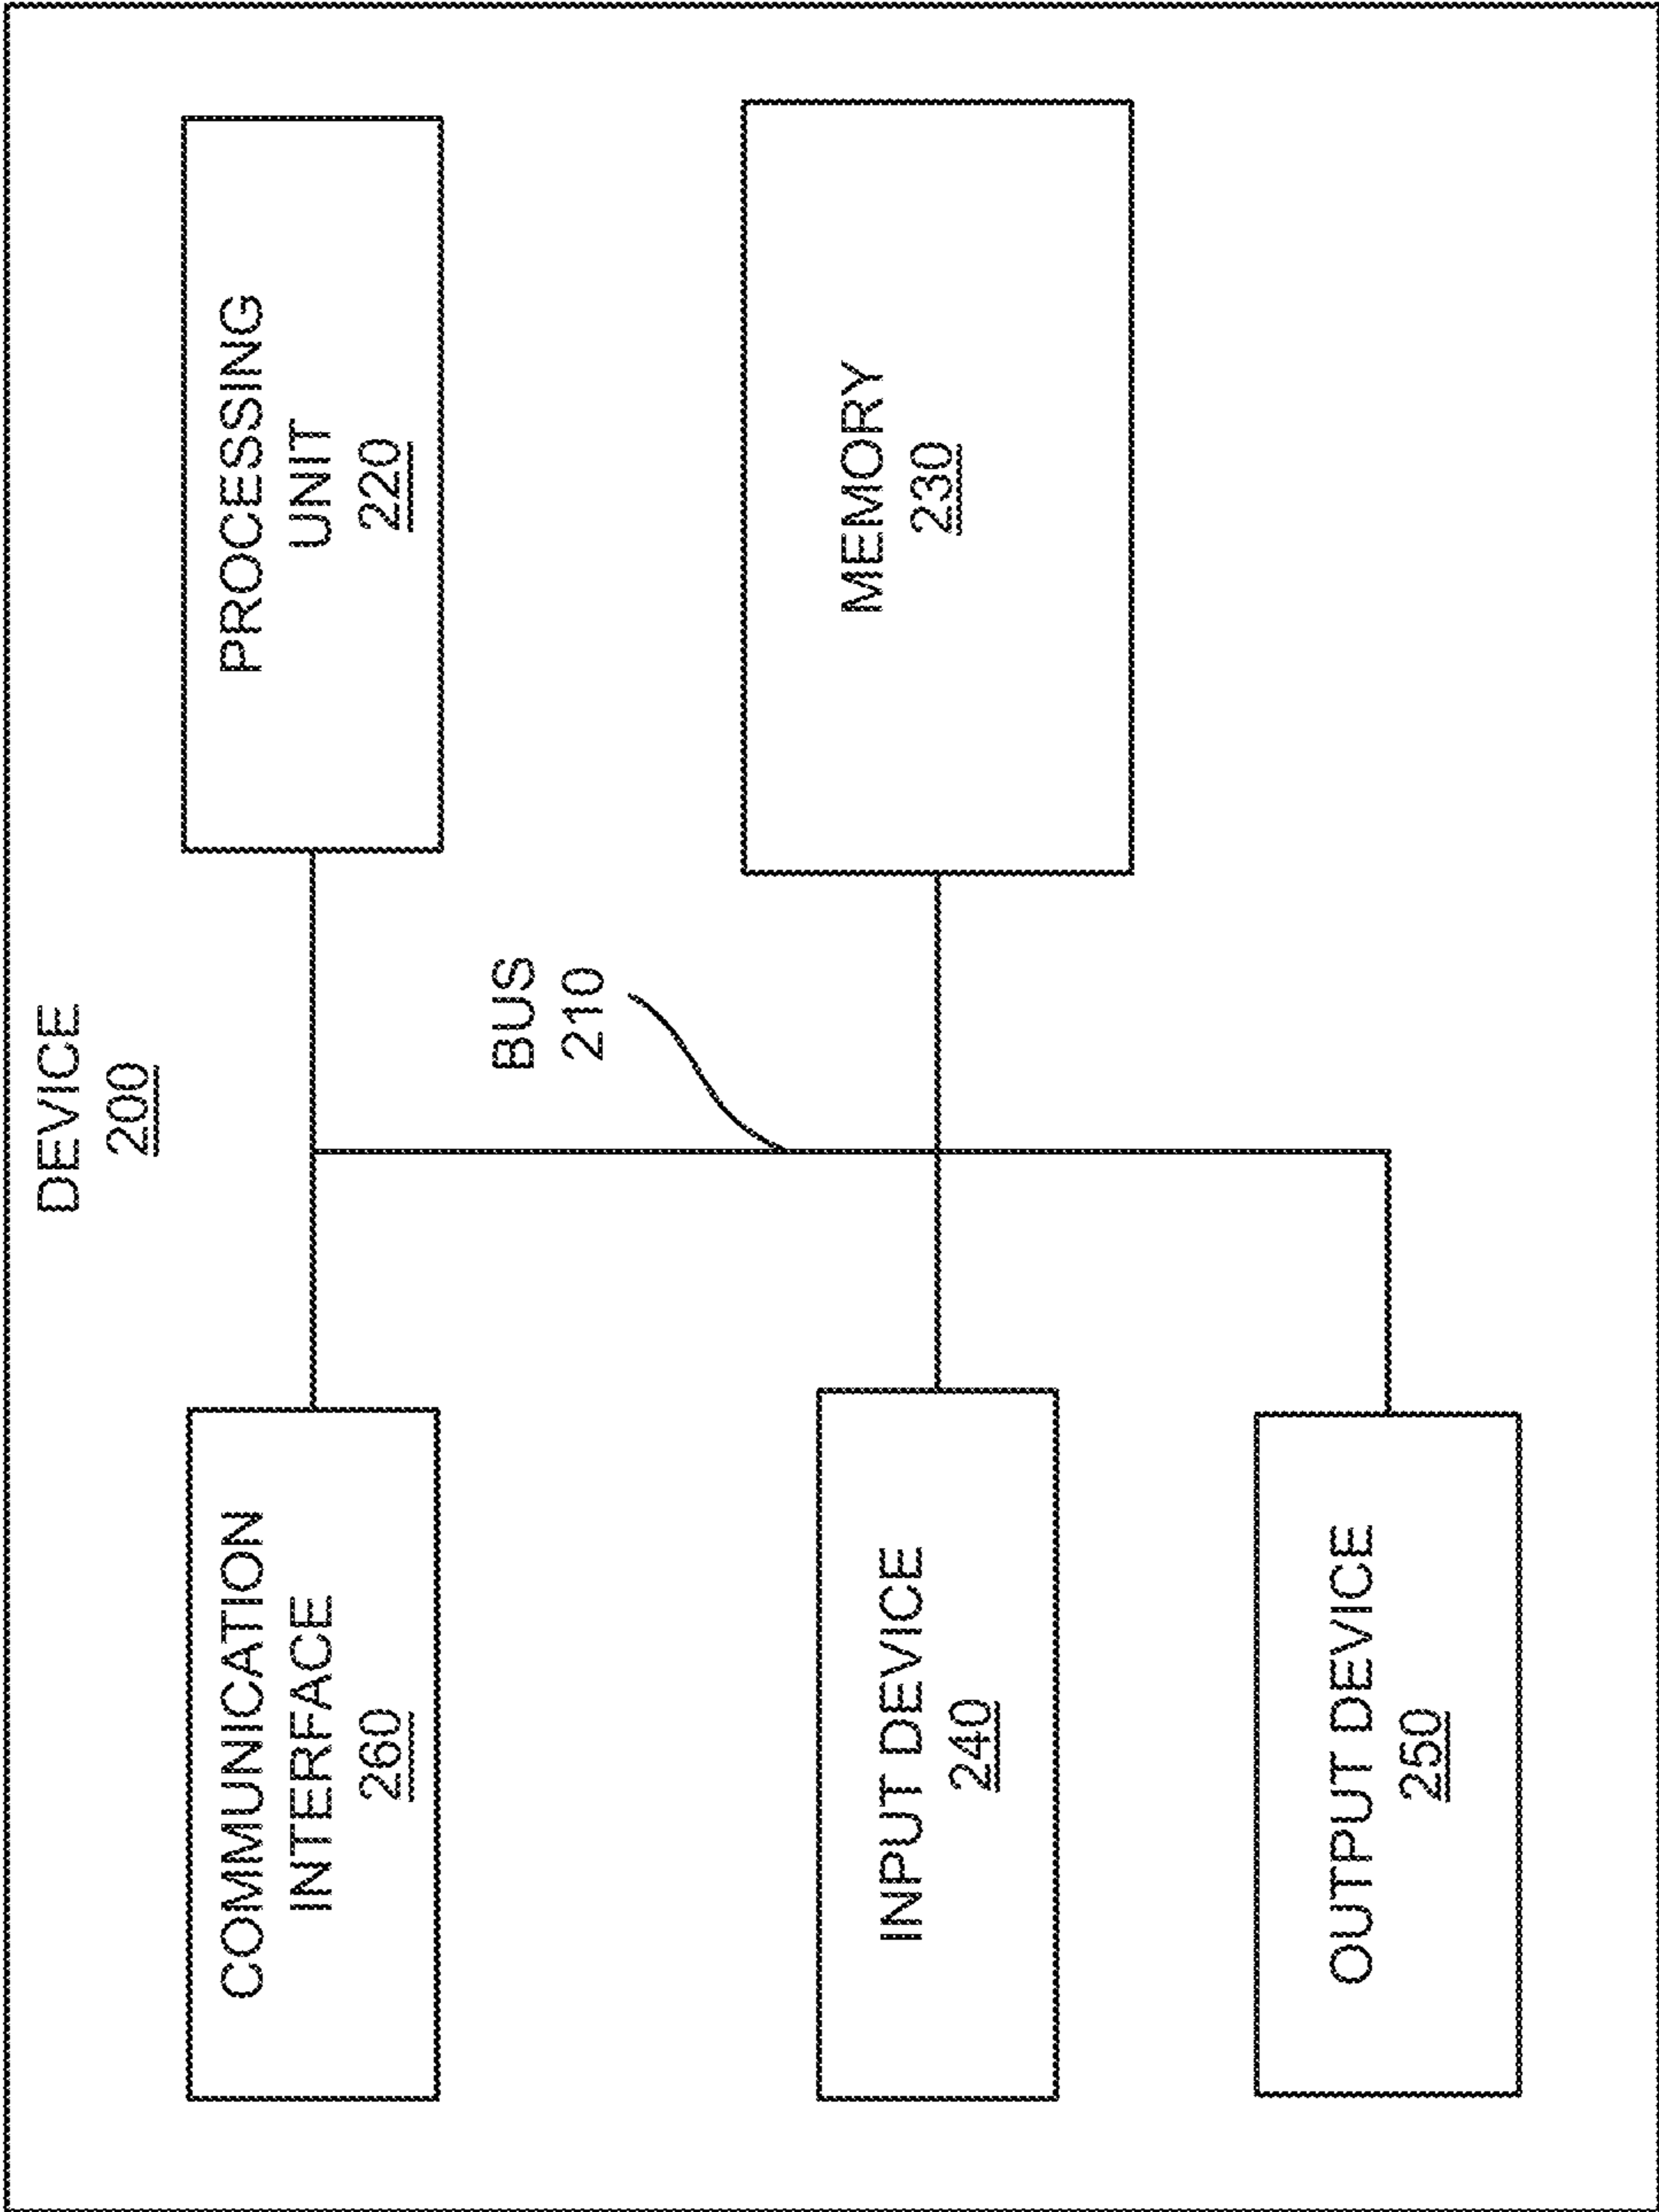 DEVICE
200
COMMUNICATION
INTERFACE
260
PROCESSING
UNIT
220
BUS
210
INPUT DEVICE
240
MEMORY
230
OUTPUT DEVICE
250